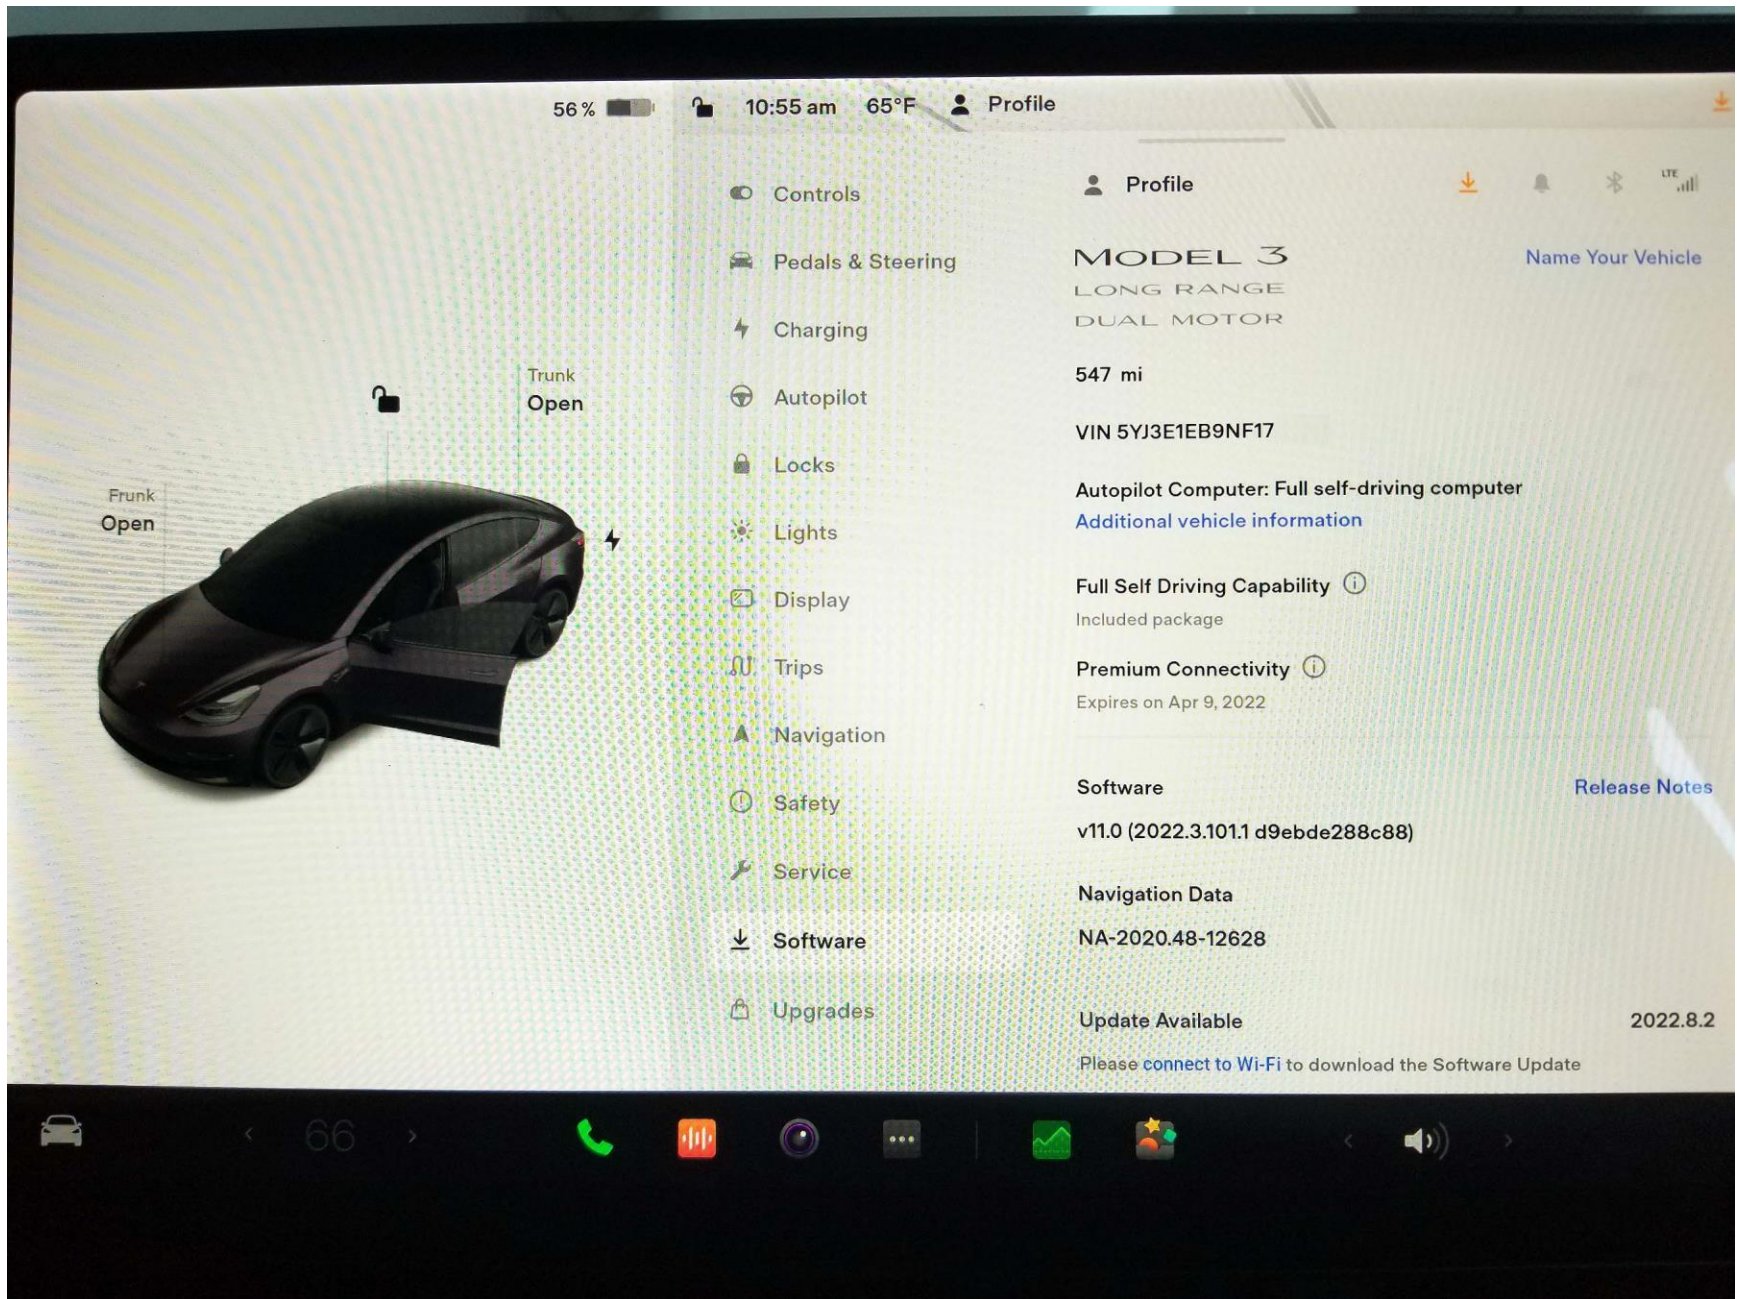 56 %
10:55 am
65°F
Profile
Trunk
Open
Frunk
Open
Controls
Pedals & Steering
Charging
Autopilot
Locks
Lights
Display
Trips
Navigation
Safety
Service
Software
Upgrades
Profile
LTE
MODEL 3
Name Your Vehicle
LONG RANGE
DUAL MOTOR
547 mi
VIN 5YJ3E1EB9NF17
Autopilot Computer: Full self-driving computer
Additional vehicle information
Full Self Driving Capability
Included package
Premium Connectivity
Expires on Apr 9, 2022
Software
Release Notes
v11.0 (2022.3.101.1 d9ebde288c88)
Navigation Data
NA-2020.48-12628
Update Available
2022.8.2
Please connect to Wi-Fi to download the Software Update
66